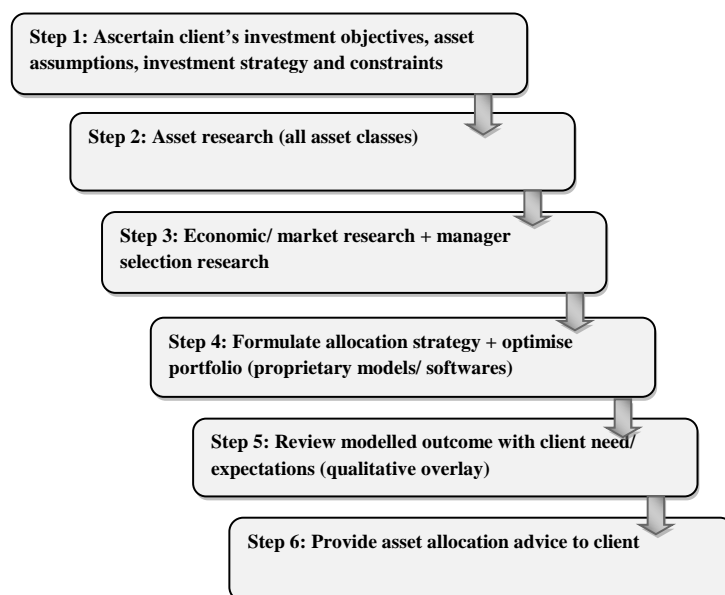 Step 1: Ascertain client's investment objectives, asset
assumptions, investment strategy and constraints
Step 2: Asset research (all asset classes)
Step 3: Economic/ market research + manager
selection research
Step 4: Formulate allocation strategy + optimise
portfolio (proprietary models/ softwares)
Step 5: Review modelled outcome with client need/
expectations (qualitative overlay)
Step 6: Provide asset allocation advice to client